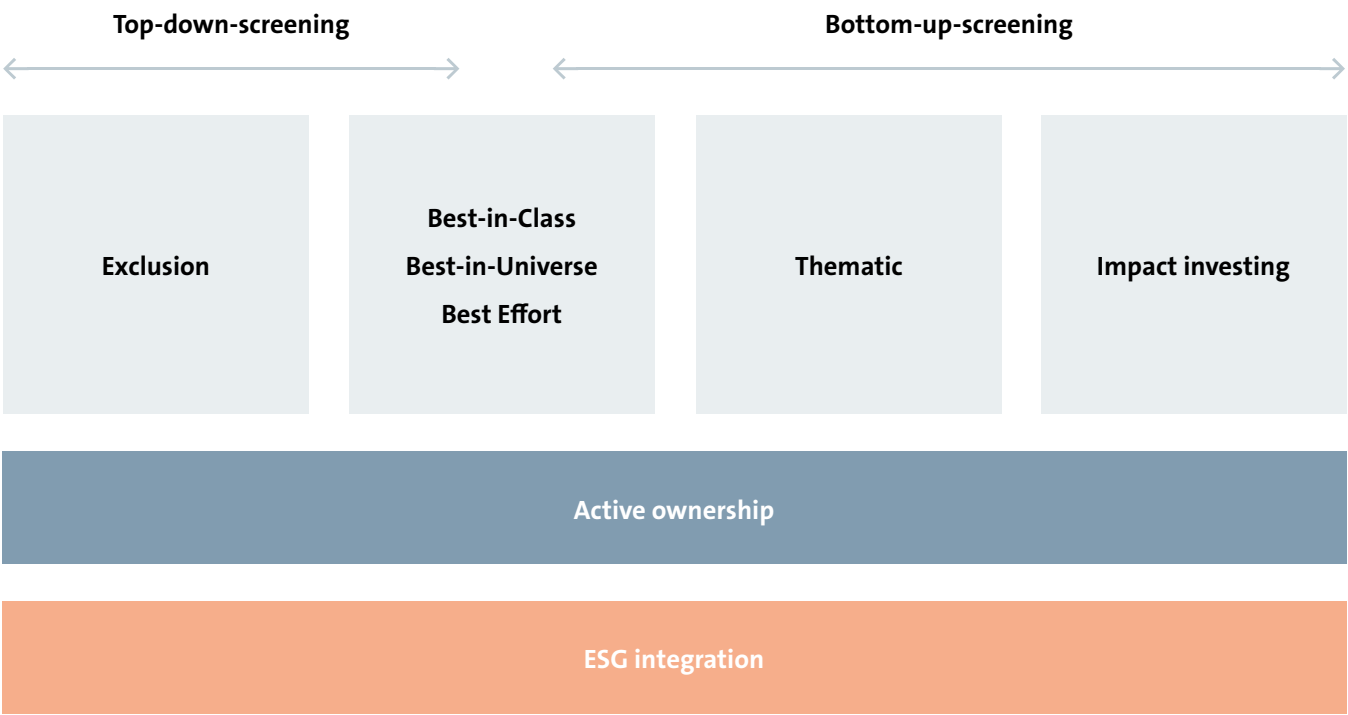 Top-down-screening
Bottom-up-screening
Exclusion
Best-in-Class
Best-in-Universe
Best Effort
Thematic
Impact investing
Active ownership
ESG integration